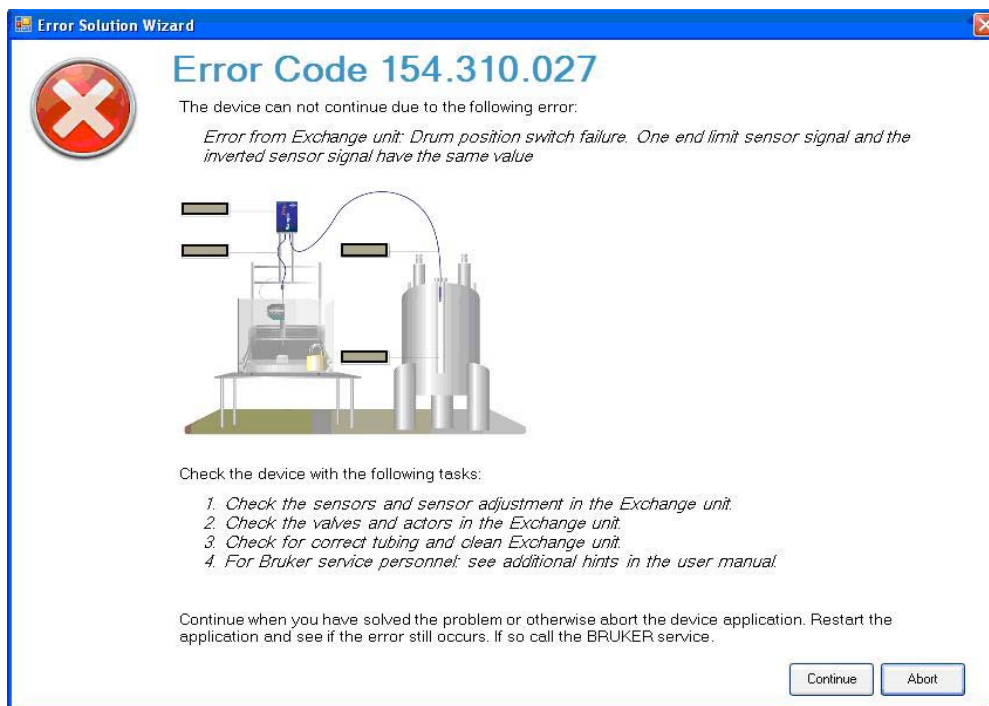 Error Solution Wizard
Error Code 154.310.027
The device can not continue due to the following error:
Error from Exchange unit: Drum position switch failure. One end limit sensor signal and the
inverted sensor signal have the same value
Check the device with the following tasks:
1. Check the sensors and sensor adjustment in the Exchange unit.
2. Check the valves and actors in the Exchange unit.
3. Check for correct tubing and clean Exchange unit.
4. For Bruker service personnel: see additional hints in the user manual.
Continue when you have solved the problem or otherwise abort the device application. Restart the
application and see if the error still occurs. If so call the BRUKER service.
Continue
Abort